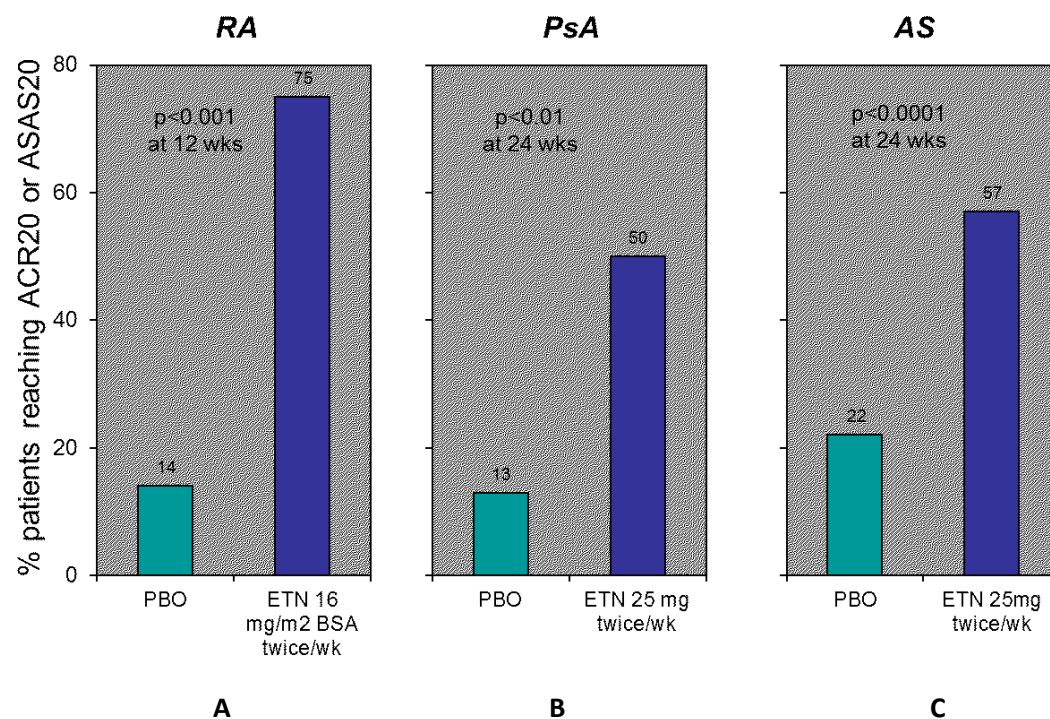 RA
PsA
AS
% patients reaching ACR20 or ASAS20
80
60
40
20
0
p<0.001
at 12 wks
75
14
PBO
ETN 16
mg/m2 BSA
twice/wk
p<0.01
at 24 wks
50
13
PBO
ETN 25 mg
twice/wk
p<0.0001
at 24 wks
57
22
PBO
ETN 25mg
twice/wk
A
B
C